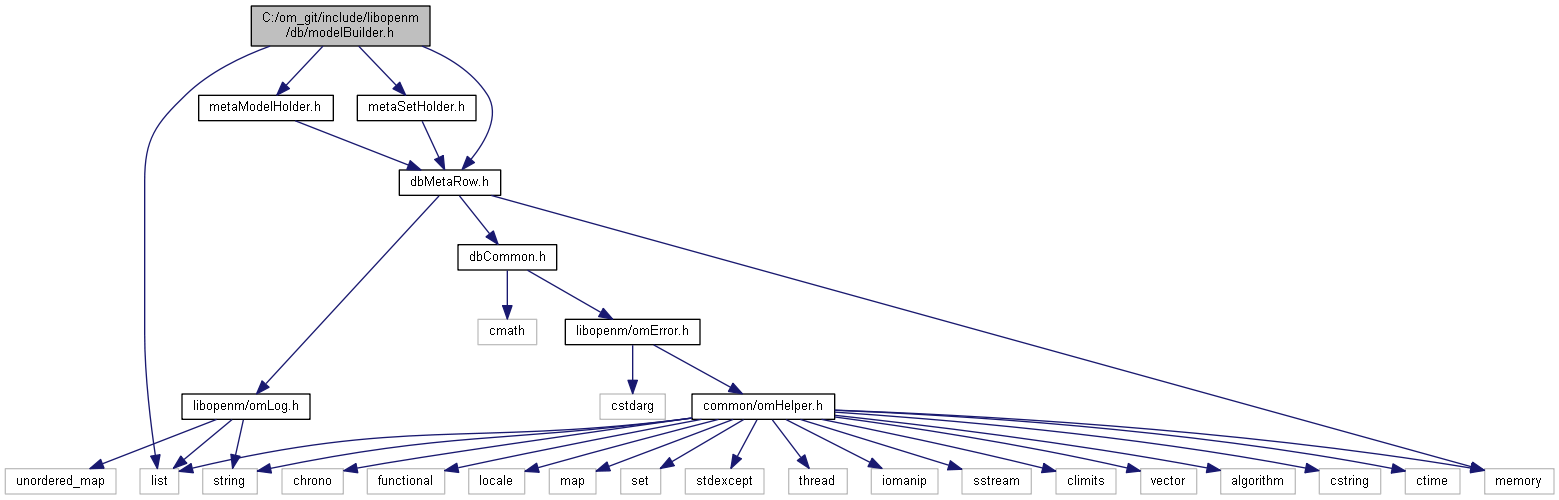 C:/om_git/include/libopenm
/db/modelBuilder.h
metaModelHolder.h
metaSetHolder.h
dbMetaRow.h
dbCommon.h
cmath
libopenm/omError.h
libopenm/omLog.h
cstdarg
common/omHelper.h
unordered_map
list
string
chrono
functional
locale
map
set
stdexcept
thread
iomanip
sstream
climits
vector
algorithm
cstring
ctime
memory